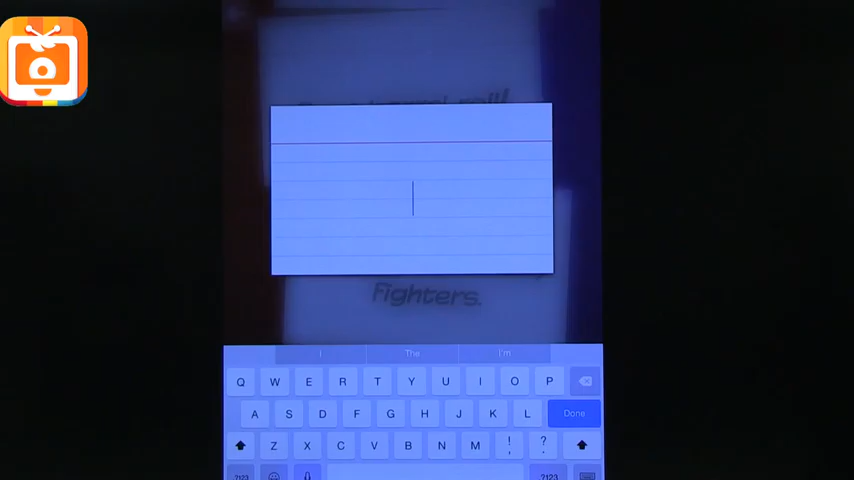 fighters.
I The I'm
Q W E R T Y U I O P
A S D F G H J K L Done
Z X C V B N M ! , ? .
.?123 .?123